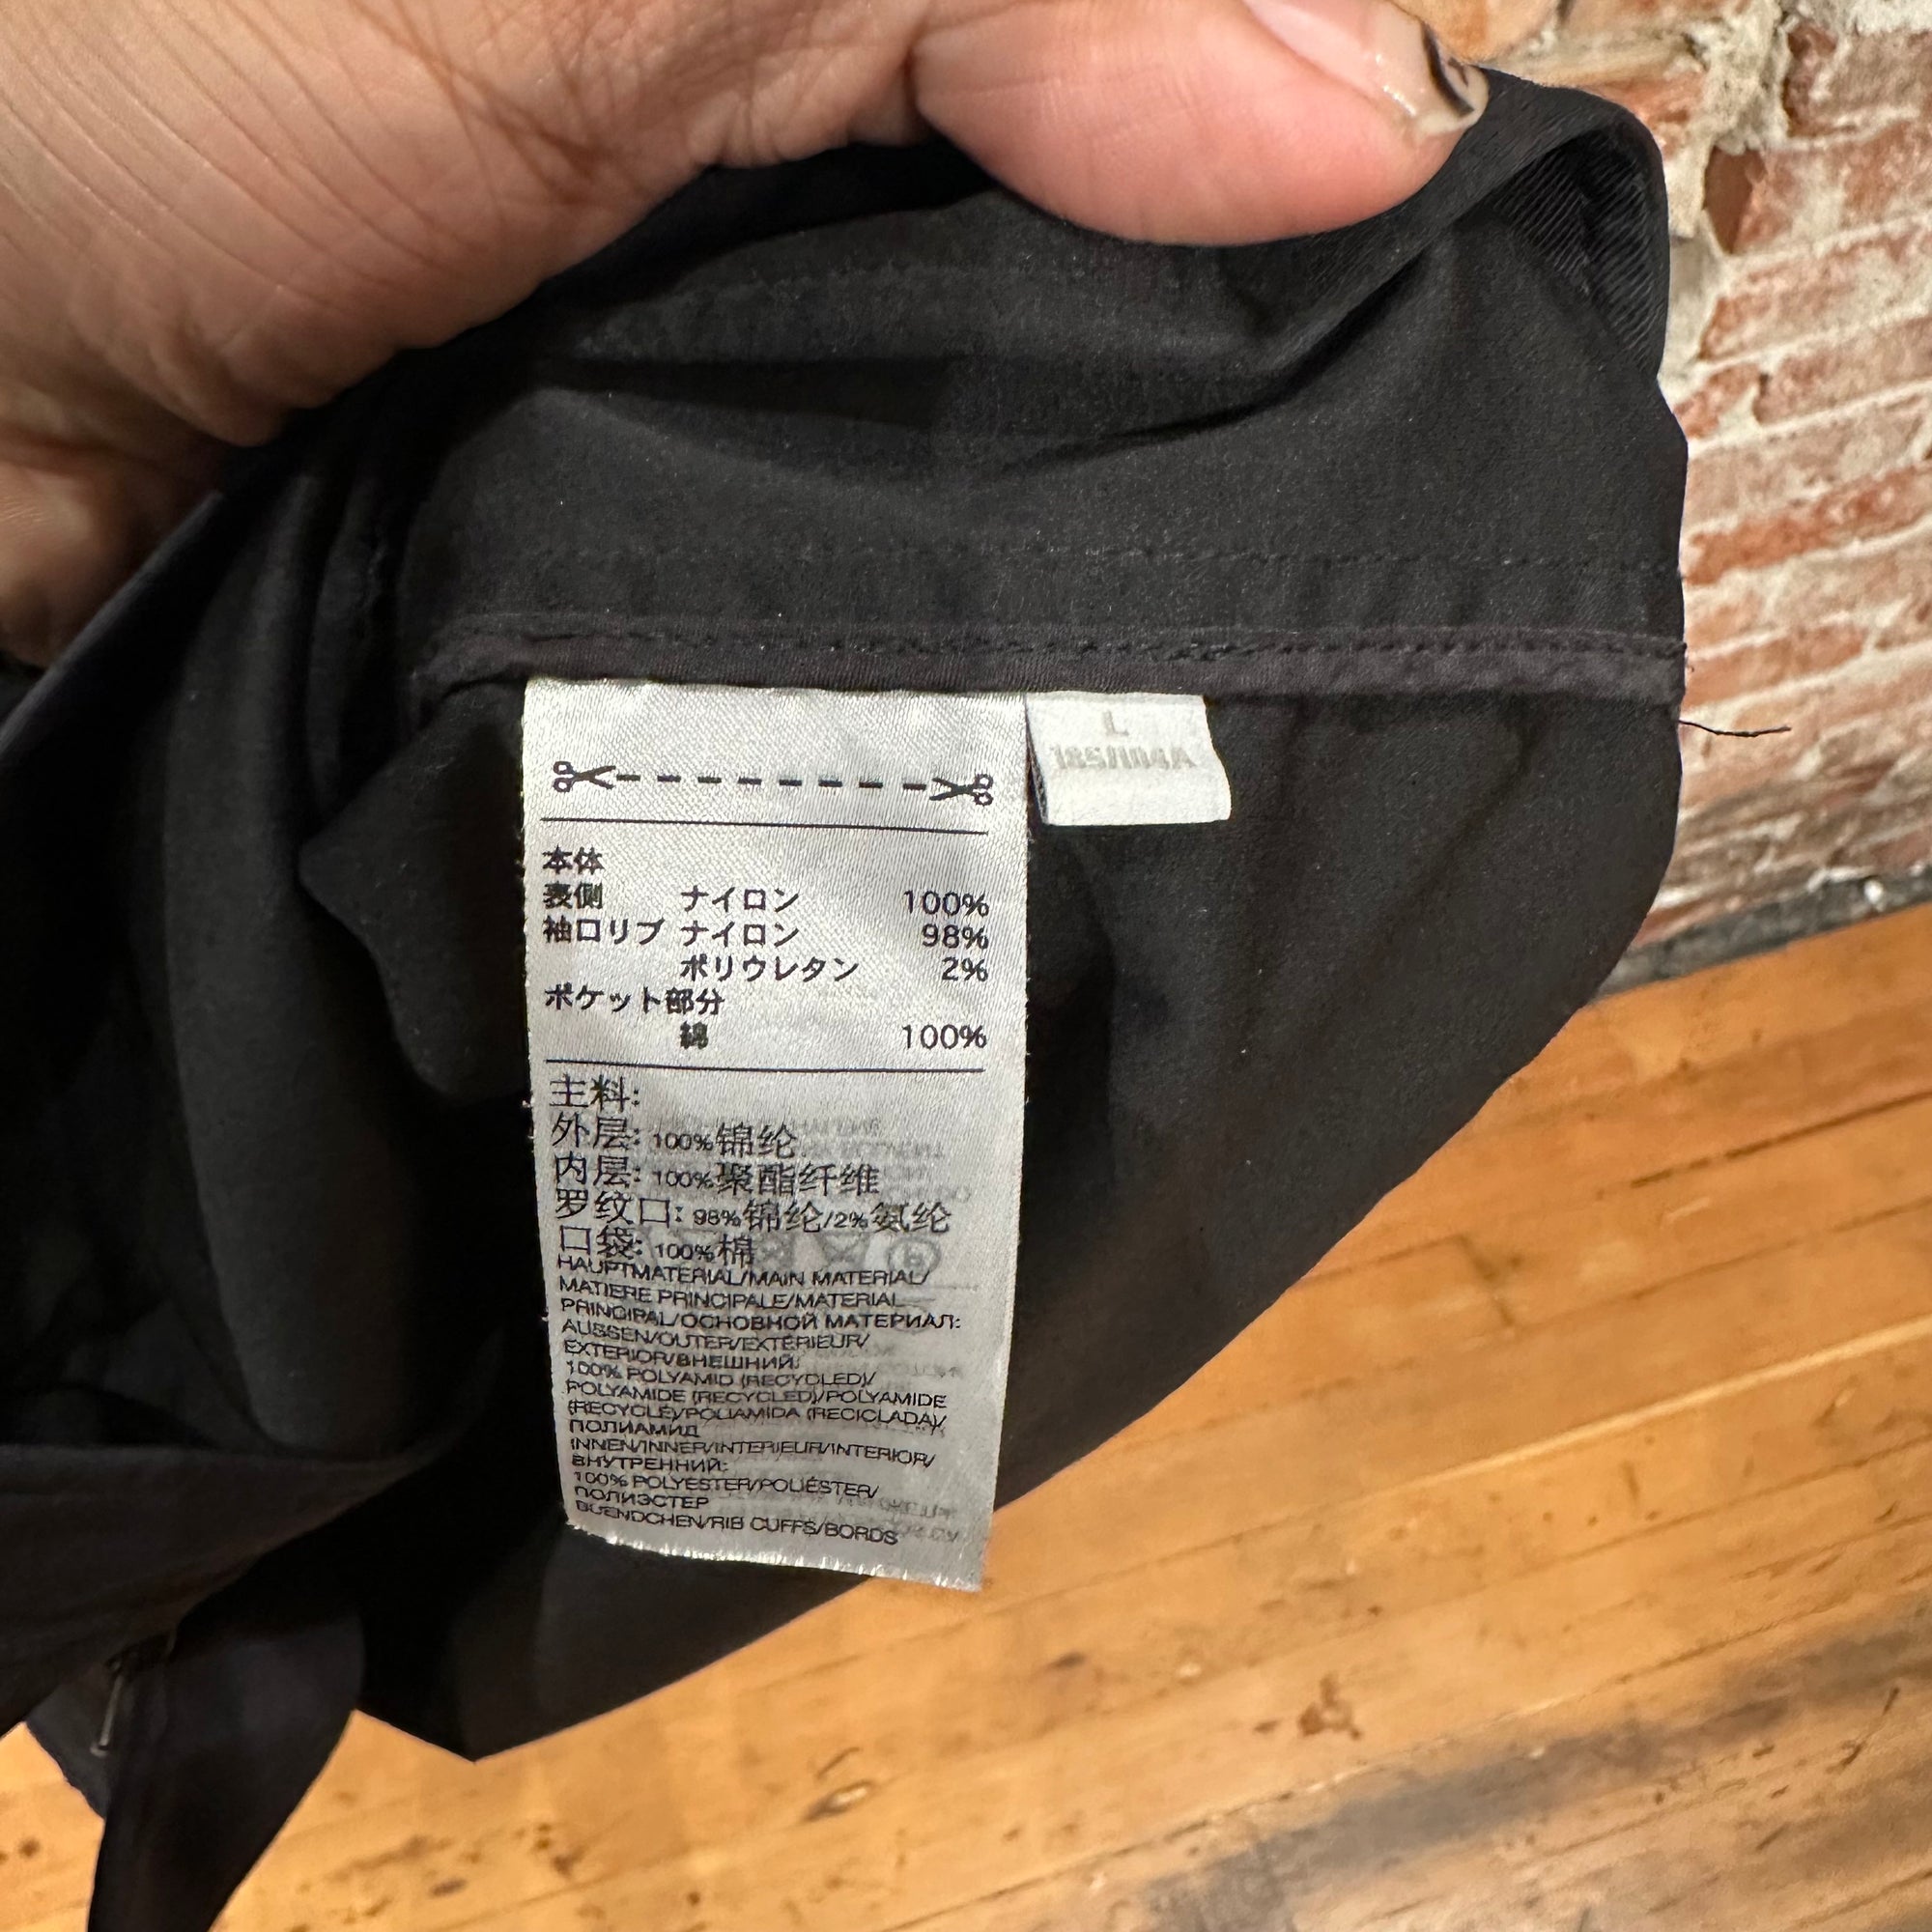 L
185/104A
本体
表側 ナイロン 100%
袖口リブ ナイロン 98%
ポリウレタン 2%
ポケット部分
綿 100%
主料:
外层: 100%锦纶
内层: 100%聚酯纤维
罗纹口: 98%锦纶/2%氨纶
口袋: 100%棉
HAUPTMATERIAL/MAIN MATERIAL/
MATIERE PRINCIPALE/MATERIAL
PRINCIPAL/ОСНОВНОЙ МАТЕРИАЛ:
AUSSEN/OUTER/EXTÉRIEUR/
EXTERIOR/ВНЕШНИЙ:
100% POLYAMID (RECYCLED)/
POLYAMIDE (RECYCLED)/POLYAMIDE
(RECYCLÉ)/POLIAMIDA (RECICLADA)/
ПОЛИАМИД
INNEN/INNER/INTERIEUR/INTERIOR/
ВНУТРЕННИЙ:
100% POLYESTER/POLIÉSTER/
ПОЛИЭСТЕР
BUENDCHEN/RIB CUFFS/BORDS